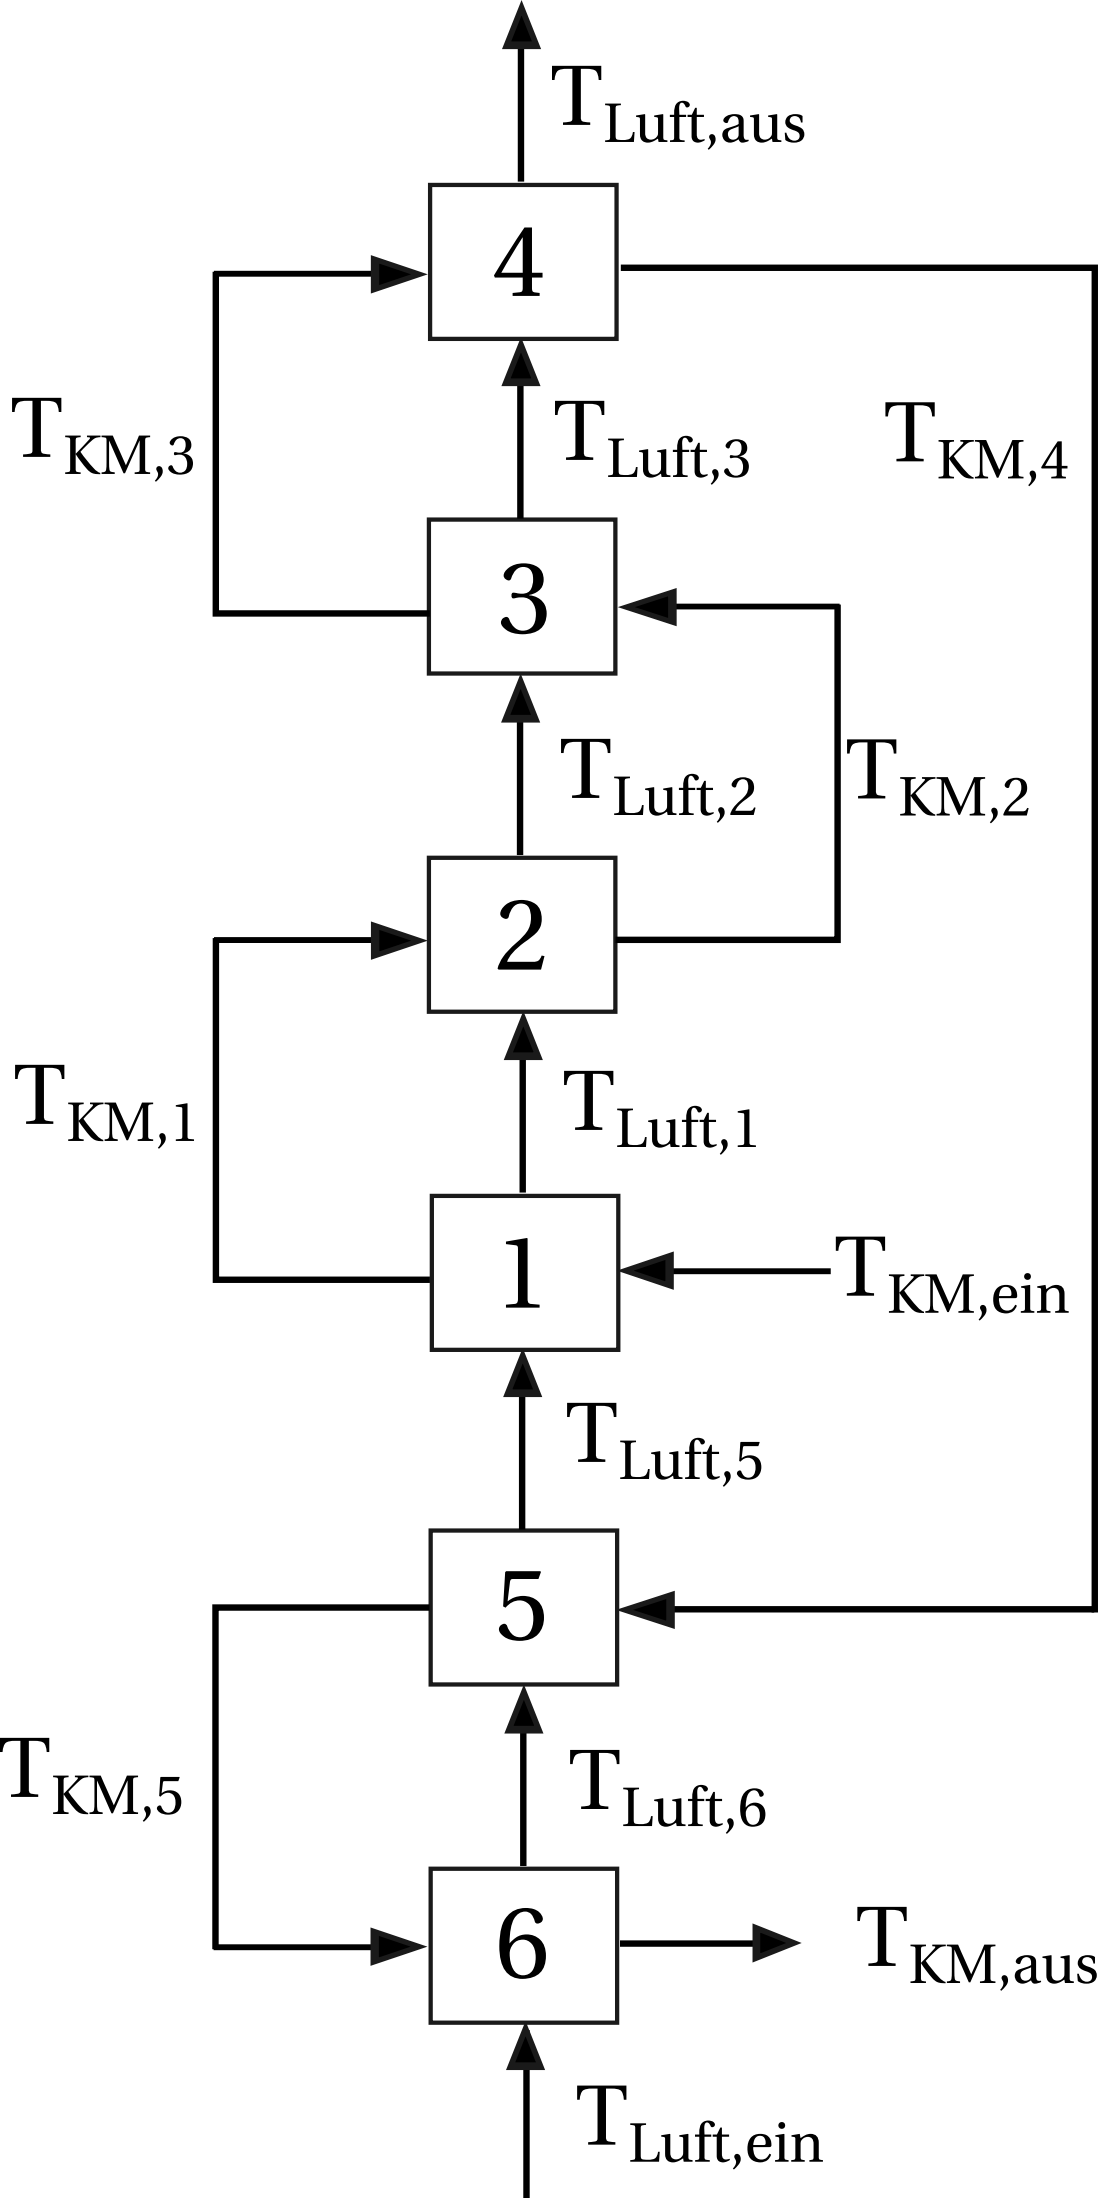 T_Luft,aus
4
T_KM,3
T_Luft,3
T_KM,4
3
T_Luft,2
T_KM,2
2
T_KM,1
T_Luft,1
1
T_KM,ein
T_Luft,5
5
T_KM,5
T_Luft,6
6
T_KM,aus
T_Luft,ein